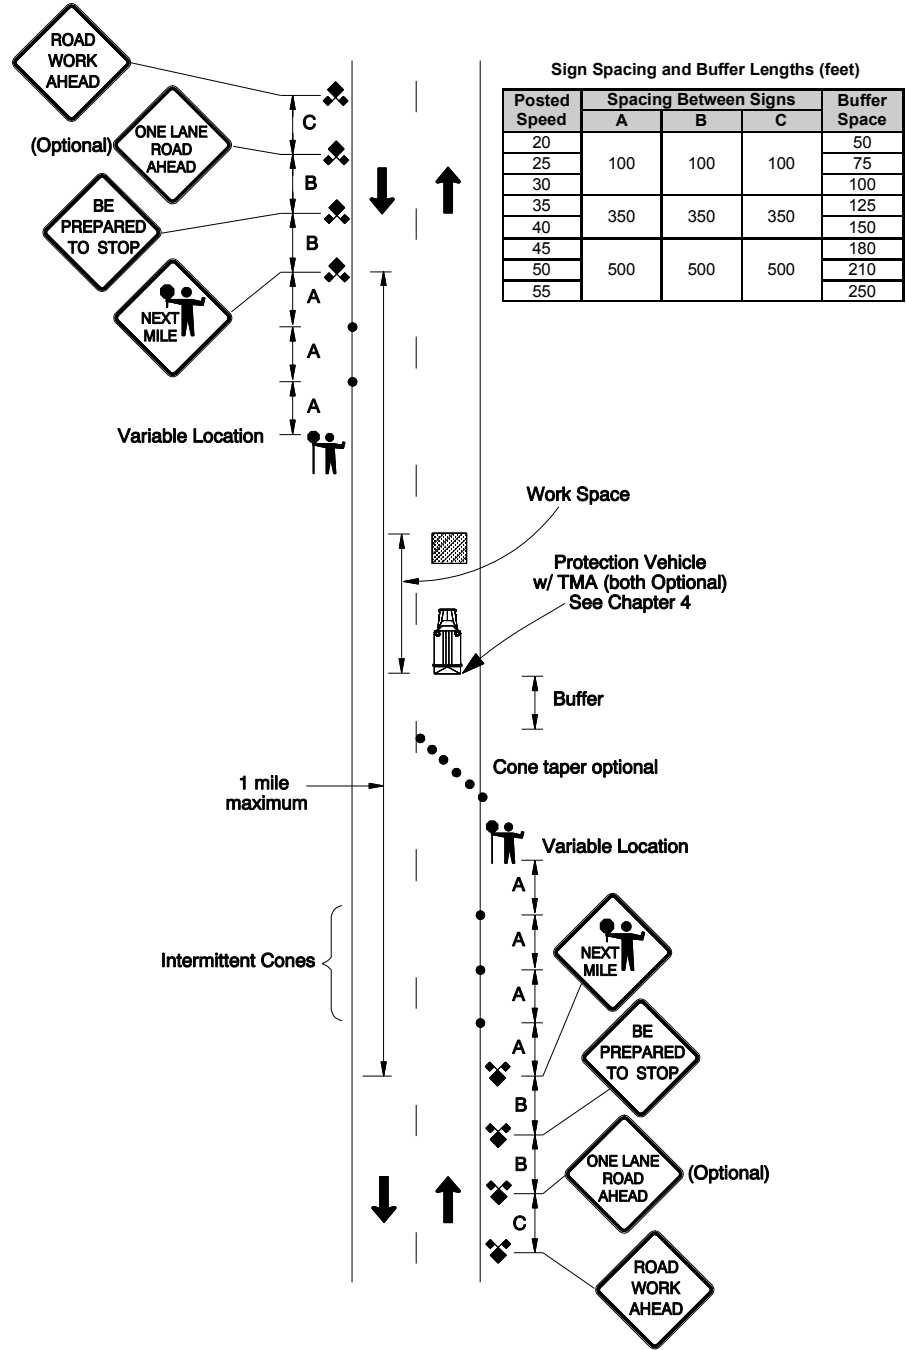 ROAD
WORK
AHEAD
(Optional)
ONE LANE
ROAD
AHEAD
BE
PREPARED
TO STOP
NEXT
MILE
C
B
B
A
A
A
Variable Location
Sign Spacing and Buffer Lengths (feet)
Posted Speed | Spacing Between Signs | Buffer Space
A B C
20 50
25 100 100 100 75
30 100
35 125
350 350 350
40 150
45 180
50 500 500 500 210
55 250
Work Space
Protection Vehicle
w/ TMA (both Optional)
See Chapter 4
Buffer
Cone taper optional
1 mile
maximum
Variable Location
A
A
A
A
Intermittent Cones
NEXT
MILE
BE
PREPARED
TO STOP
B
B
ONE LANE
ROAD
AHEAD
(Optional)
C
ROAD
WORK
AHEAD